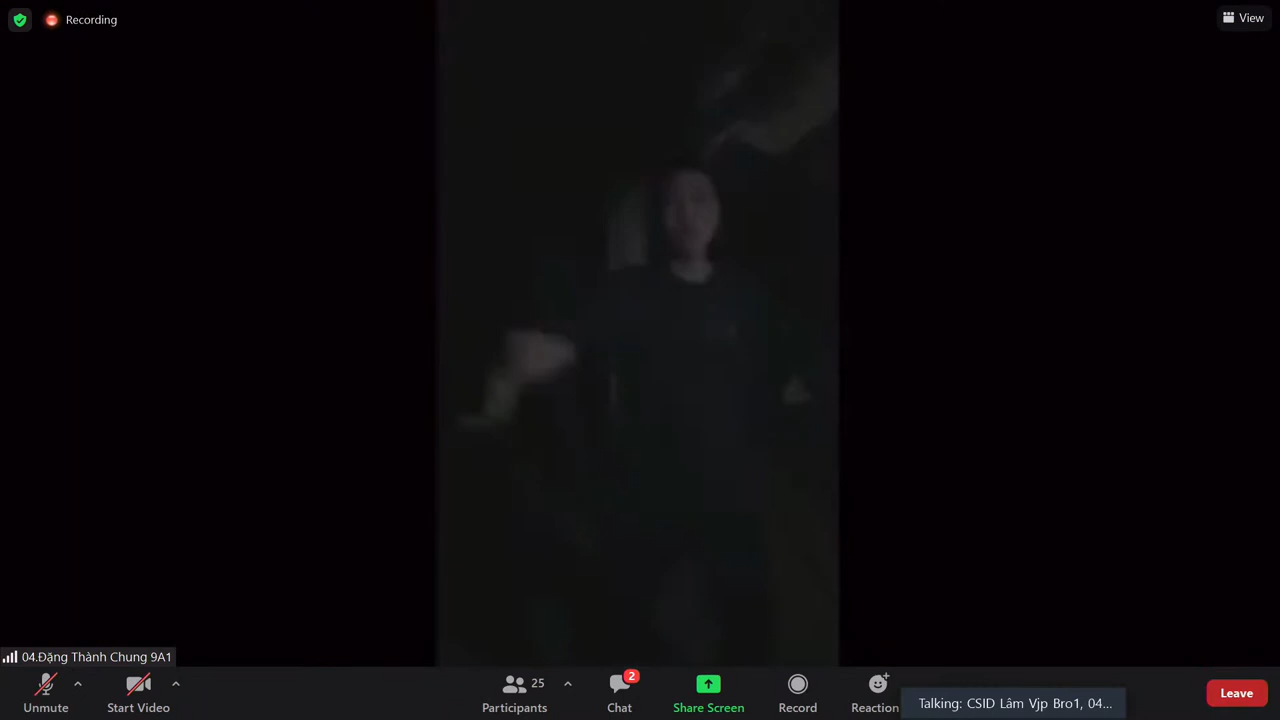 Recording
View
04.Đặng Thành Chung 9A1
Unmute
Start Video
25
Participants
2
Chat
Share Screen
Record
Reaction
Talking: CSID Lâm Vjp Bro1, 04...
Leave